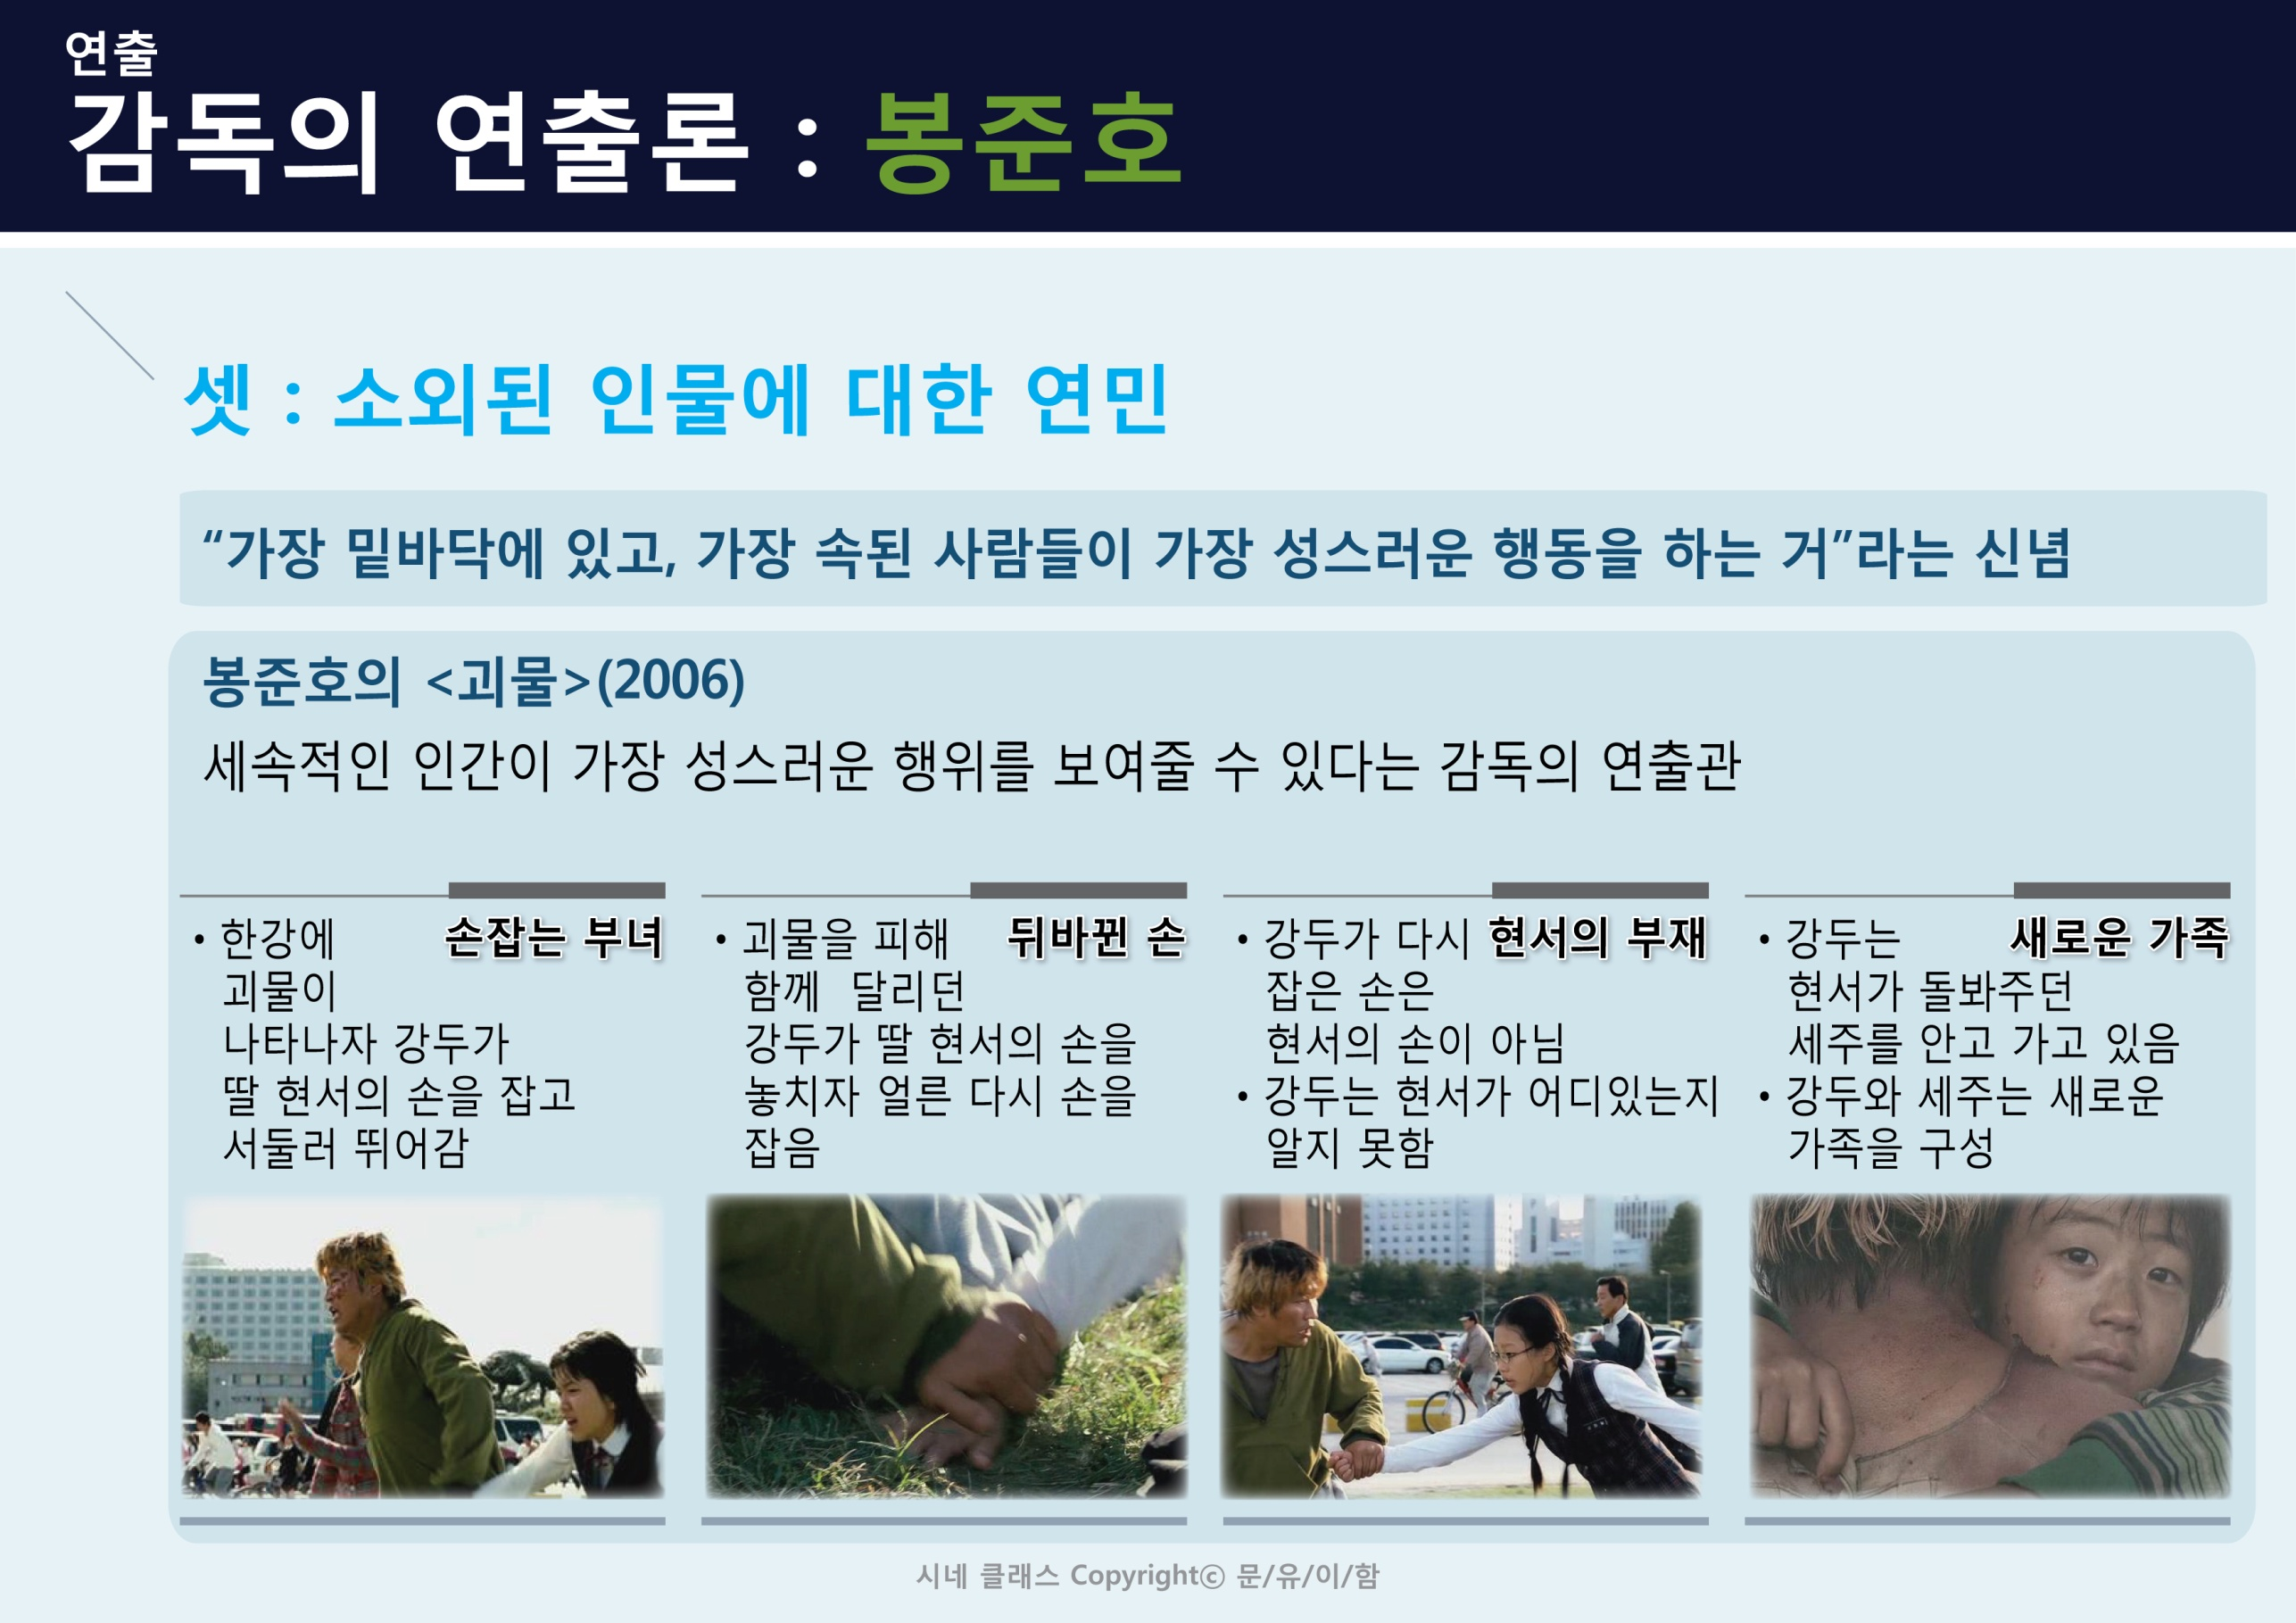 연출
감독의 연출론 : 봉준호
셋 : 소외된 인물에 대한 연민
“가장 밑바닥에 있고, 가장 속된 사람들이 가장 성스러운 행동을 하는 거”라는 신념
봉준호의 <괴물>(2006)
세속적인 인간이 가장 성스러운 행위를 보여줄 수 있다는 감독의 연출관
손잡는 부녀
• 한강에
괴물이
나타나자 강두가
딸 현서의 손을 잡고
서둘러 뛰어감
뒤바뀐 손
• 괴물을 피해
함께 달리던
강두가 딸 현서의 손을
놓치자 얼른 다시 손을
잡음
현서의 부재
• 강두가 다시
잡은 손은
현서의 손이 아님
• 강두는 현서가 어디있는지
알지 못함
새로운 가족
• 강두는
현서가 돌봐주던
세주를 안고 가고 있음
• 강두와 세주는 새로운
가족을 구성
시네 클래스 Copyright© 문/유/이/함